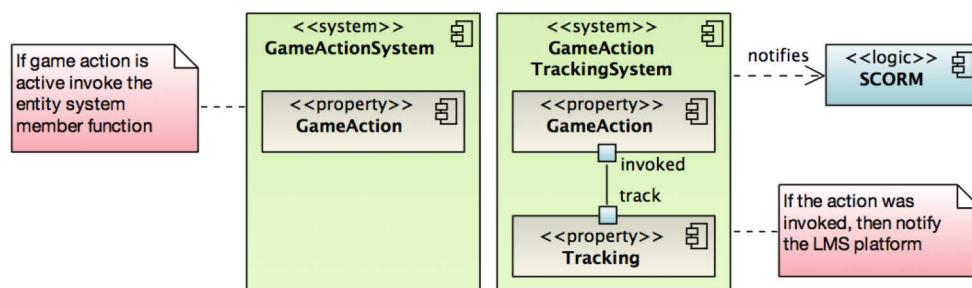 If game action is
active invoke the
entity system
member function
<<system>>
GameActionSystem
<<property>>
GameAction
<<system>>
GameAction
TrackingSystem
<<property>>
GameAction
invoked
track
<<property>>
Tracking
notifies
<<logic>>
SCORM
If the action was
invoked, then notify
the LMS platform